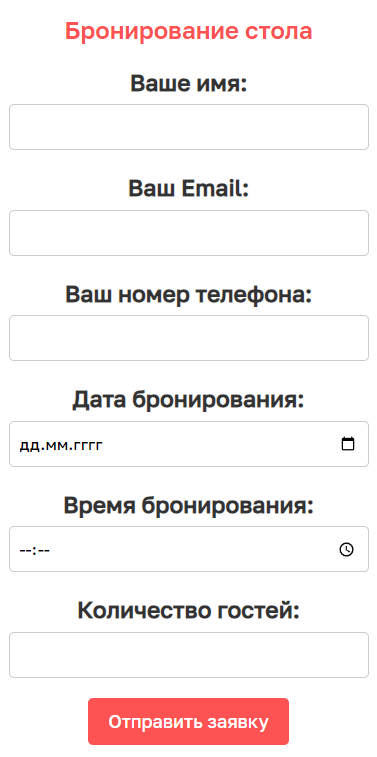 Бронирование стола
Ваше имя:
Ваш Email:
Ваш номер телефона:
Дата бронирования:
дд.мм.гггг
Время бронирования:
--:--
Количество гостей:
Отправить заявку